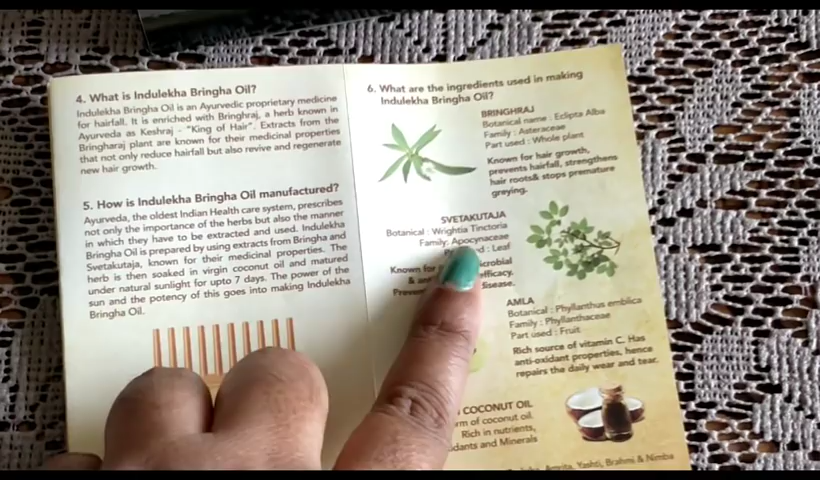 4. What is Indulekha Bringha Oil?
Indulekha Bringha Oil is an Ayurvedic proprietary medicine
for hairfall. It is enriched with Bringhraj, a herb known in
Ayurveda as Keshraj - "King of Hair". Extracts from the
Bringharaj plant are known for their medicinal properties
that not only reduce hairfall but also revive and regenerate
new hair growth.
5. How is Indulekha Bringha Oil manufactured?
Ayurveda, the oldest Indian Health care system, prescribes
not only the importance of the herbs but also the manner
in which they have to be extracted and used. Indulekha
Bringha Oil is prepared by using extracts from Bringha and
Svetakutaja, known for their medicinal properties. The
herb is then soaked in virgin coconut oil and matured
under natural sunlight for upto 7 days. The power of the
sun and the potency of this goes into making Indulekha
Bringha Oil.
6. What are the ingredients used in making
Indulekha Bringha Oil?
BRINGHRAJ
Botanical name : Eclipta Alba
Family : Asteraceae
Part used : Whole plant
Known for hair growth,
prevents hairfall, strengthens
hair roots& stops premature
greying.
SVETAKUTAJA
Botanical : Wrightia Tinctoria
Family: Apocynaceae
: Leaf
Known for
&
efficacy.
disease.
AMLA
Botanical : Phyllanthus emblica
Family : Phyllanthaceae
Part used : Fruit
Rich source of vitamin C. Has
anti-oxidant properties, hence
repairs the daily wear and tear.
COCONUT OIL
of coconut oil.
Rich in nutrients,
and Minerals
Amrita, Yashti, Brahmi & Nimba